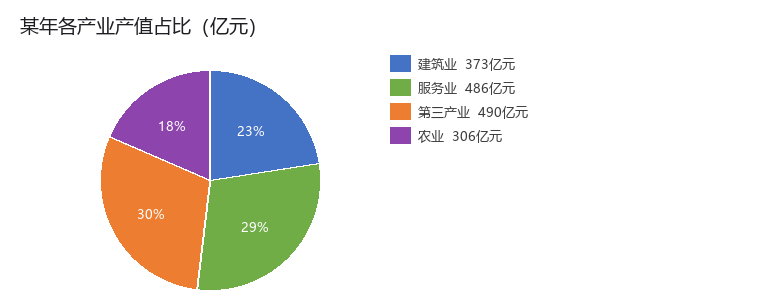 某年各产业产值占比（亿元）
建筑业 373亿元
服务业 486亿元
第三产业 490亿元
农业 306亿元
18%
23%
30%
29%